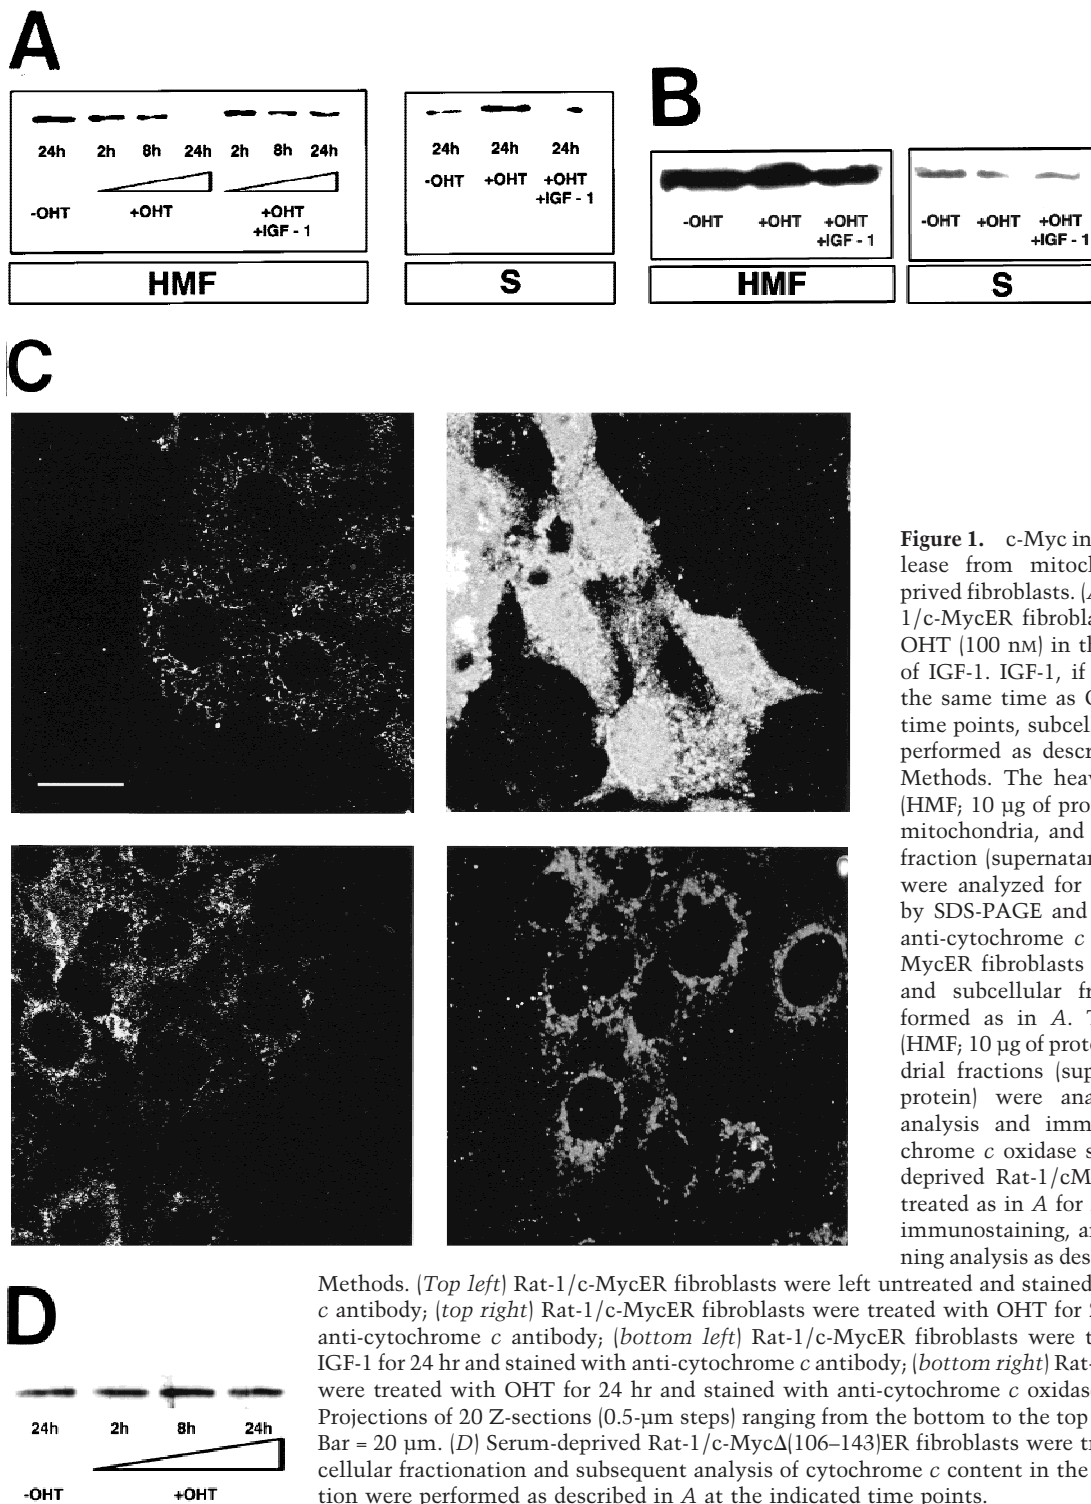 A
24h 2h 8h 24h 2h 8h 24h
-OHT +OHT +OHT
+IGF - 1
HMF
24h 24h 24h
-OHT +OHT +OHT
+IGF - 1
S
B
-OHT +OHT +OHT
+IGF - 1
HMF
-OHT +OHT +OHT
+IGF - 1
S
C
Figure 1. c-Myc in
lease from mitoch
prived fibroblasts. (
1/c-MycER fibrobla
OHT (100 nM) in th
of IGF-1. IGF-1, if
the same time as
time points, subcel
performed as descr
Methods. The heav
(HMF; 10 µg of pro
mitochondria, and
fraction (supernatan
were analyzed for
by SDS-PAGE and
anti-cytochrome c
MycER fibroblasts
and subcellular fr
formed as in A. T
(HMF; 10 µg of prote
drial fractions (sup
protein) were ana
analysis and imm
chrome c oxidase s
deprived Rat-1/cM
treated as in A for
immunostaining, a
ning analysis as des
Methods. (Top left) Rat-1/c-MycER fibroblasts were left untreated and stained
c antibody; (top right) Rat-1/c-MycER fibroblasts were treated with OHT for 2
anti-cytochrome c antibody; (bottom left) Rat-1/c-MycER fibroblasts were t
IGF-1 for 24 hr and stained with anti-cytochrome c antibody; (bottom right) Rat-
were treated with OHT for 24 hr and stained with anti-cytochrome c oxidase
Projections of 20 Z-sections (0.5-µm steps) ranging from the bottom to the top
Bar = 20 µm. (D) Serum-deprived Rat-1/c-MycΔ(106–143)ER fibroblasts were tr
cellular fractionation and subsequent analysis of cytochrome c content in the
tion were performed as described in A at the indicated time points.
D
24h 2h 8h 24h
-OHT +OHT